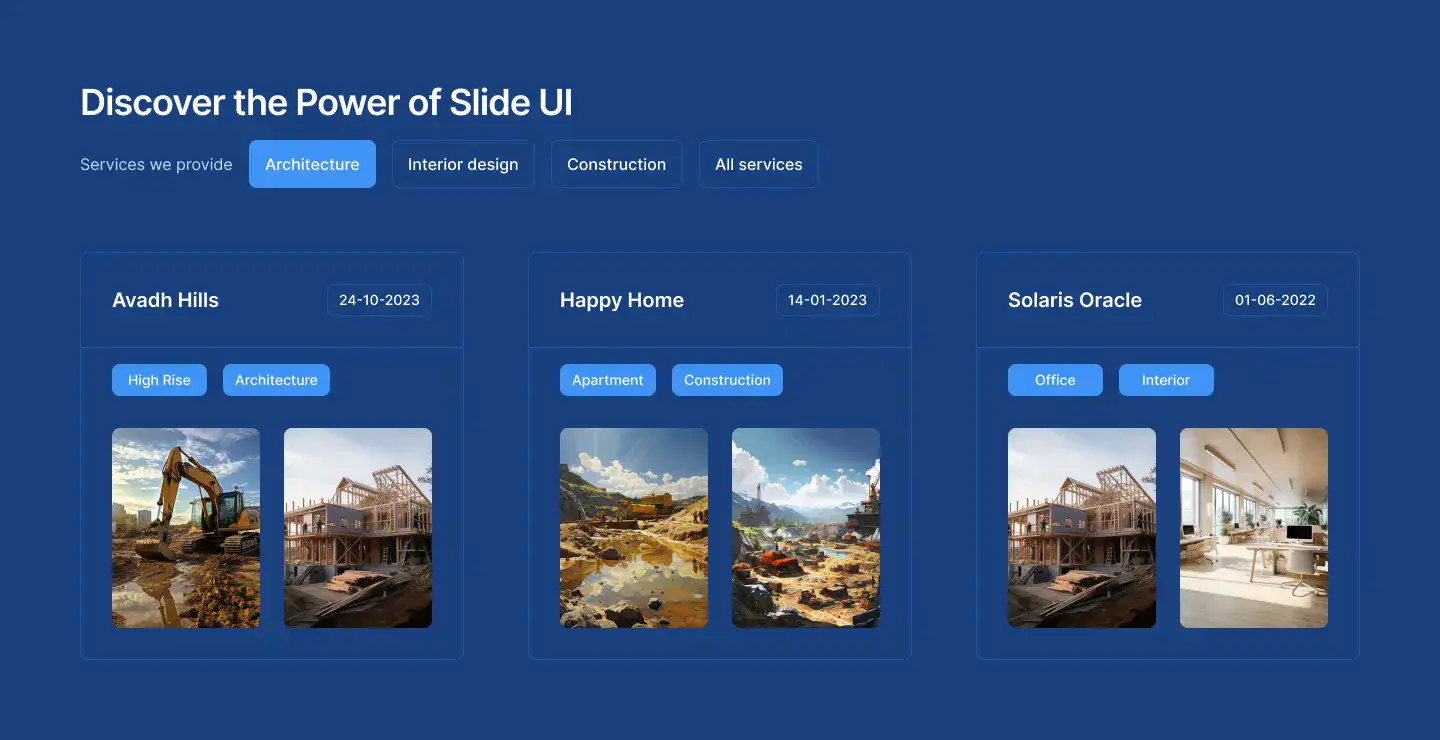 Discover the Power of Slide UI
Services we provide Architecture Interior design Construction All services
Avadh Hills 24-10-2023
High Rise Architecture
Happy Home 14-01-2023
Apartment Construction
Solaris Oracle 01-06-2022
Office Interior